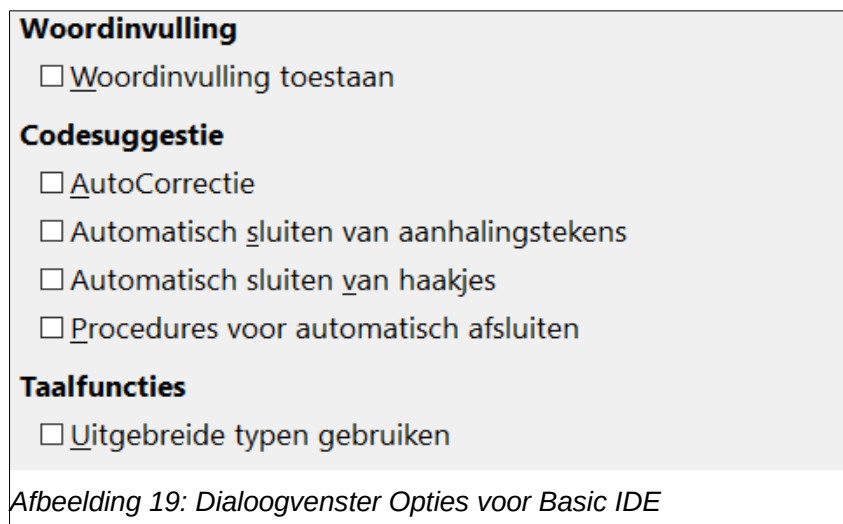 Woordinvulling
Woordinvulling toestaan
Codesuggestie
AutoCorrectie
Automatisch sluiten van aanhalingstekens
Automatisch sluiten van haakjes
Procedures voor automatisch afsluiten
Taalfuncties
Uitgebreide typen gebruiken
Afbeelding 19: Dialoogvenster Opties voor Basic IDE